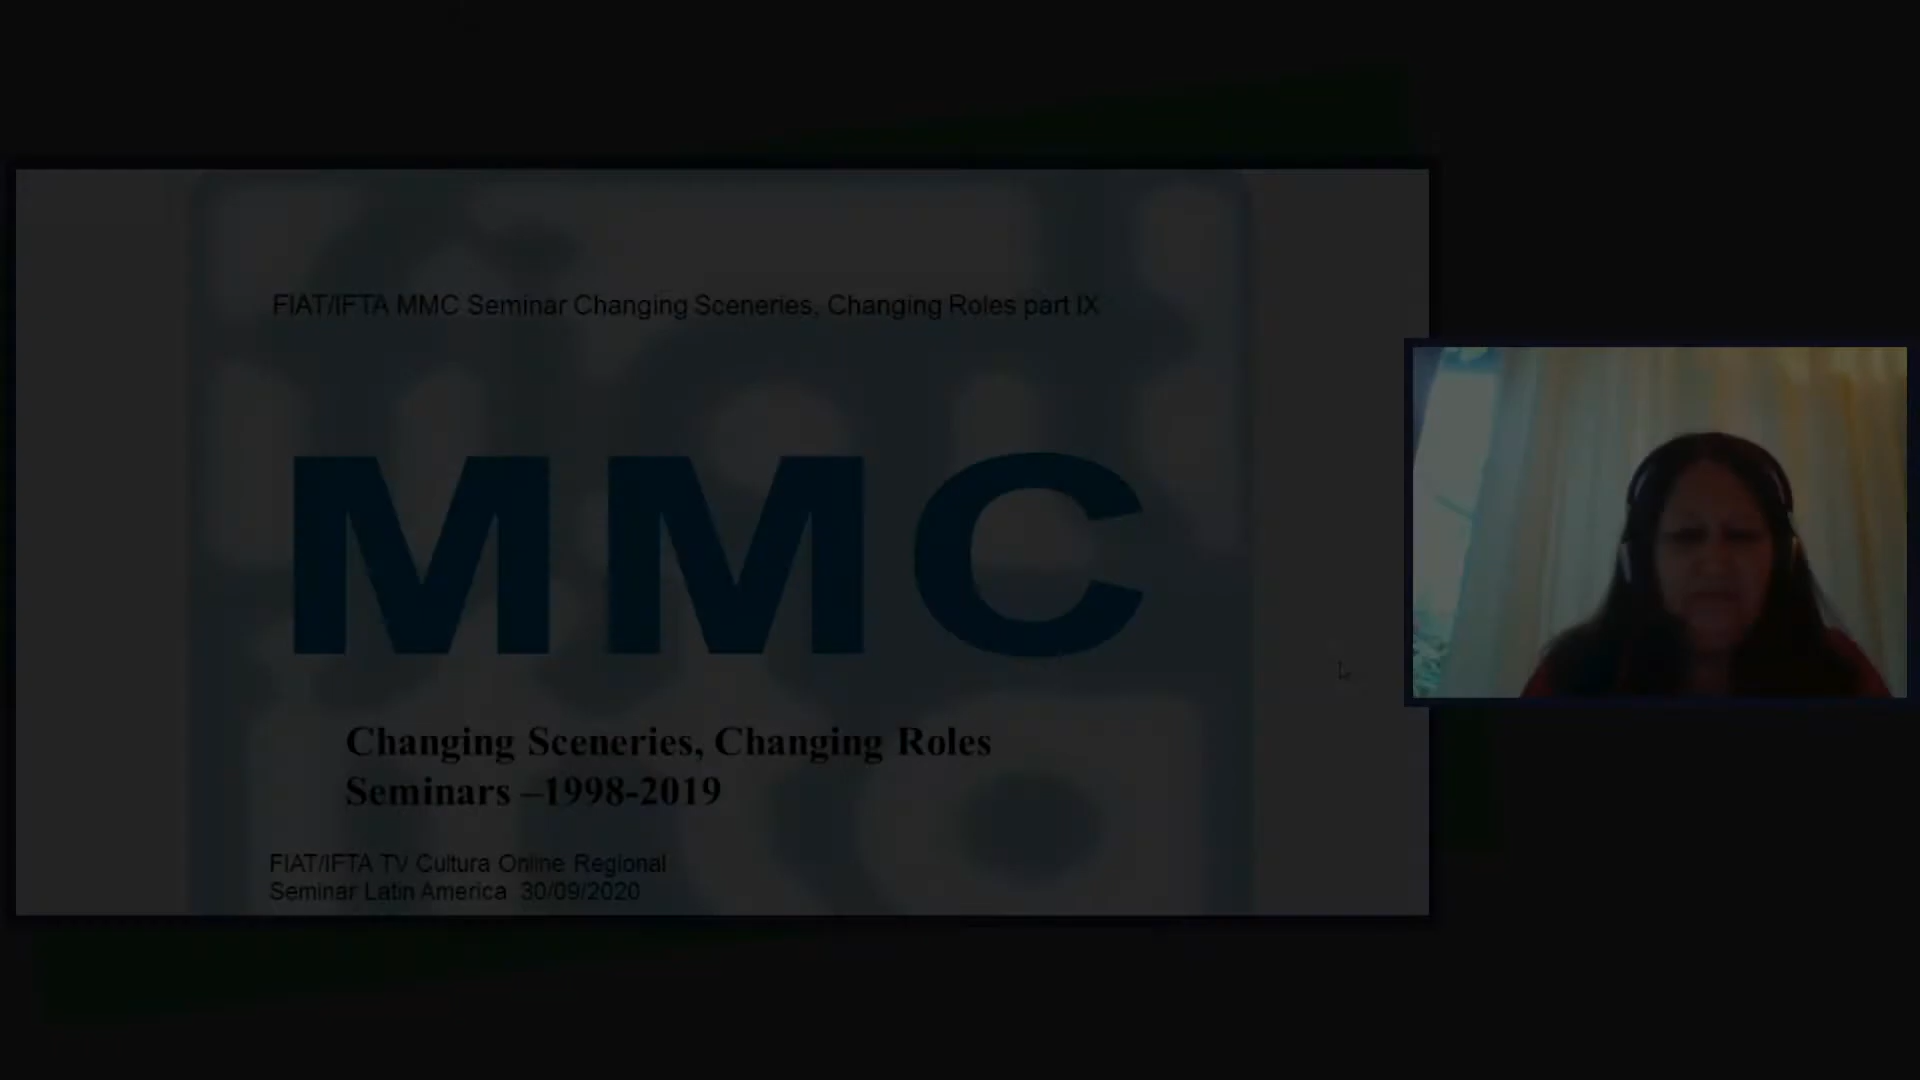 FIAT/IFTA MMC Seminar Changing Sceneries, Changing Roles part IX
MMC
Changing Sceneries, Changing Roles
Seminars –1998-2019
FIAT/IFTA TV Cultura Online Regional
Seminar Latin America 30/09/2020